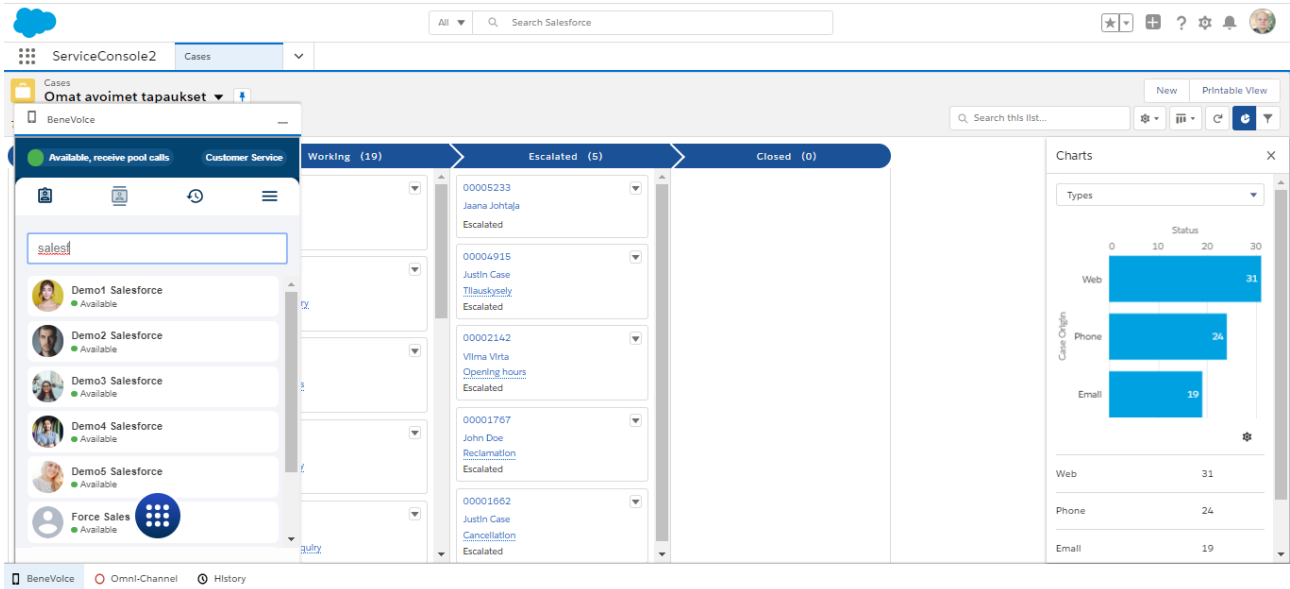 All
Search Salesforce
ServiceConsole2
Cases
Cases
Omat avoimet tapaukset
New
Printable View
Search this list...
BeneVoice
Available, receive pool calls
Customer Service
salesf
Demo1 Salesforce
Available
Demo2 Salesforce
Available
Demo3 Salesforce
Available
Demo4 Salesforce
Available
Demo5 Salesforce
Available
Force Sales
Available
Working (19)
ry
quiry
Escalated (5)
00005233
Jaana Johtaja
Escalated
00004915
Justin Case
Tilauskysely
Escalated
00002142
Vilma Virta
Opening hours
Escalated
00001767
John Doe
Reclamation
Escalated
00001662
Justin Case
Cancellation
Escalated
Closed (0)
Charts
Types
Status
0 10 20 30
Case Origin
Web 31
Phone 24
Email 19
Web 31
Phone 24
Email 19
BeneVoice
Omni-Channel
History